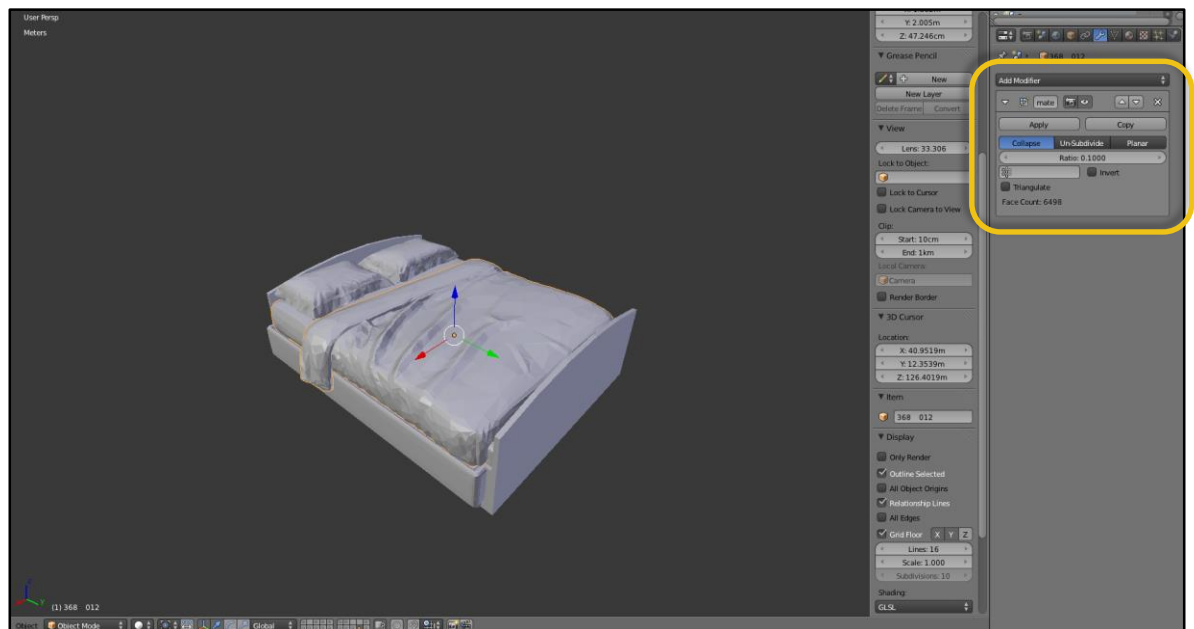 User Persp
Meters
(1) 368 012
Object
Object Mode
Global
Y: 2.005m
Z: 47.246cm
Grease Pencil
New
New Layer
Delete Frame Convert
View
Lens: 33.306
Lock to Object:
Lock to Cursor
Lock Camera to View
Clip:
Start: 10cm
End: 1km
Local Camera:
Camera
Render Border
3D Cursor
Location:
X: 40.9519m
Y: 12.3539m
Z: 126.4019m
Item
368 012
Display
Only Render
Outline Selected
All Object Origins
Relationship Lines
All Edges
Grid Floor X Y Z
Lines: 16
Scale: 1.000
Subdivisions: 10
Shading:
GLSL
368 012
Add Modifier
mate
Apply Copy
Collapse Un-Subdivide Planar
Ratio: 0.1000
Invert
Triangulate
Face Count: 6498